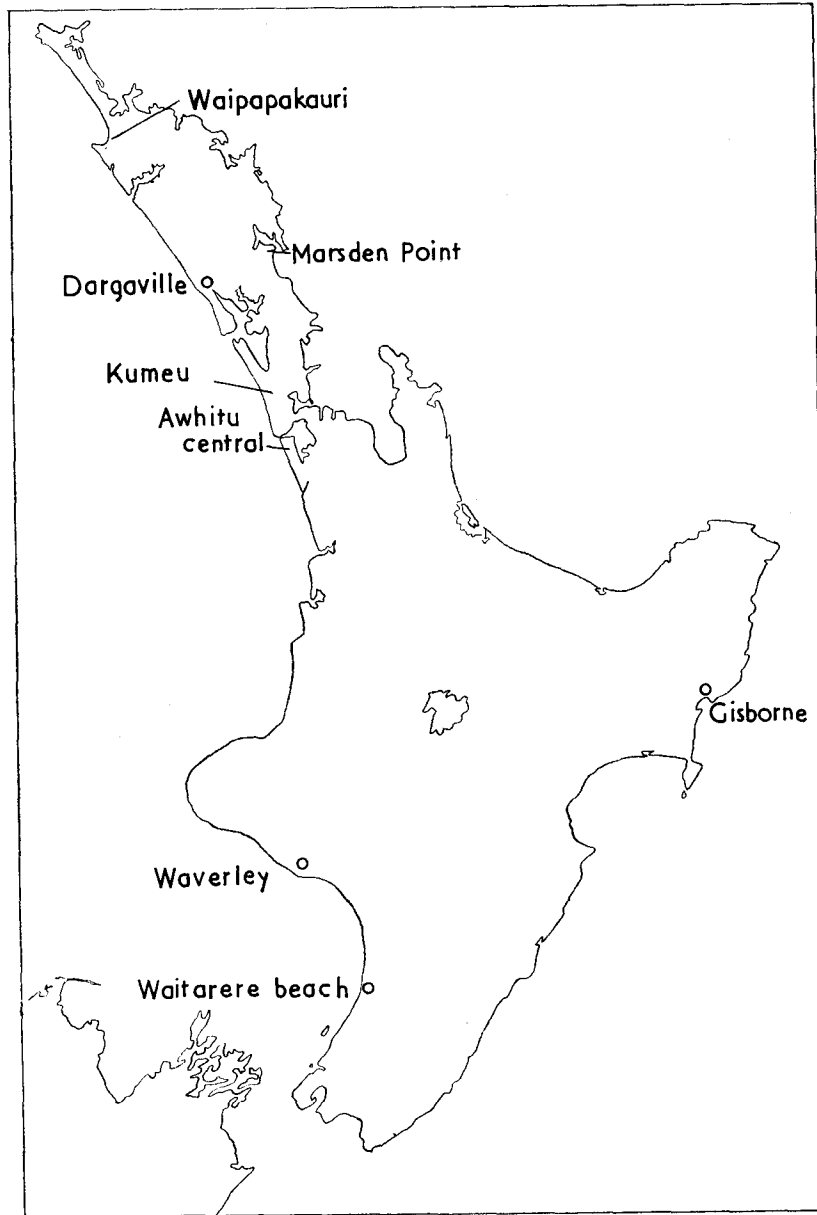 Waipapakauri
Marsden Point
Dargaville
Kumeu
Awhitu
central
Gisborne
Waverley
Waitarere beach